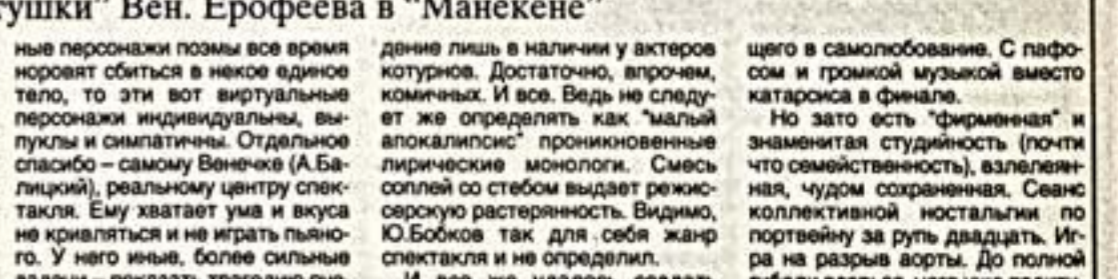 тушки" Вен. Ерофеева в "Манекене"
ные персонажи поэмы все время
норовят сбиться в некое единое
тело, то эти вот виртуальные
персонажи индивидуальны, вы-
пуклы и симпатичны. Отдельное
спасибо – самому Венечке (А.Ба-
лицкий), реальному центру спек-
такля. Ему хватает ума и вкуса
не кривляться и не играть пьяно-
го. У него иные, более сильные
дение лишь в наличии у актеров
котурнов. Достаточно, впрочем,
комичных. И все. Ведь не следу-
ет же определять как "малый
апокалипсис" проникновенные
лирические монологи. Смесь
соплей со стебом выдает режис-
серскую растерянность. Видимо,
Ю.Бобков так для себя жанр
спектакля и не определил.
И все же удалось создать
щего в самолюбование. С пафо-
сом и громкой музыкой вместо
катарсиса в финале.
Но зато есть "фирменная" и
знаменитая студийность (почти
что семейственность), взлелеян-
ная, чудом сохраненная. Сеанс
коллективной ностальгии по
портвейну за рупь двадцать. Иг-
ра на разрыв аорты. До полной